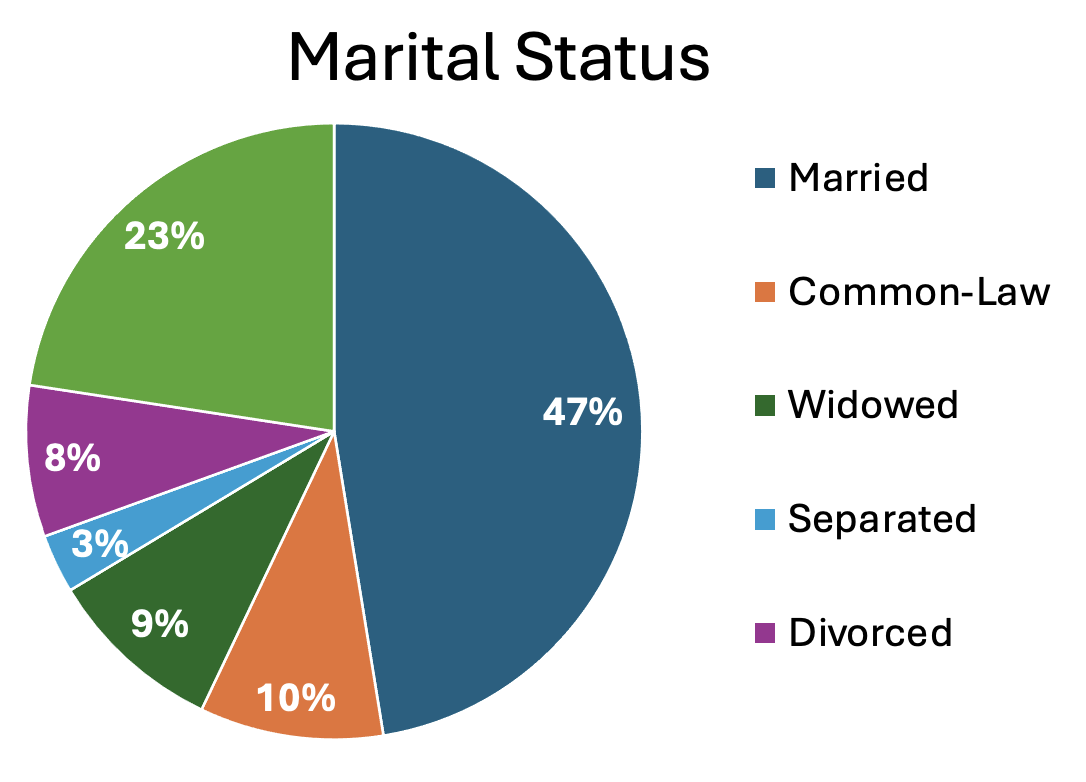 Marital Status
23%
47%
8%
3%
9%
10%
Married
Common-Law
Widowed
Separated
Divorced